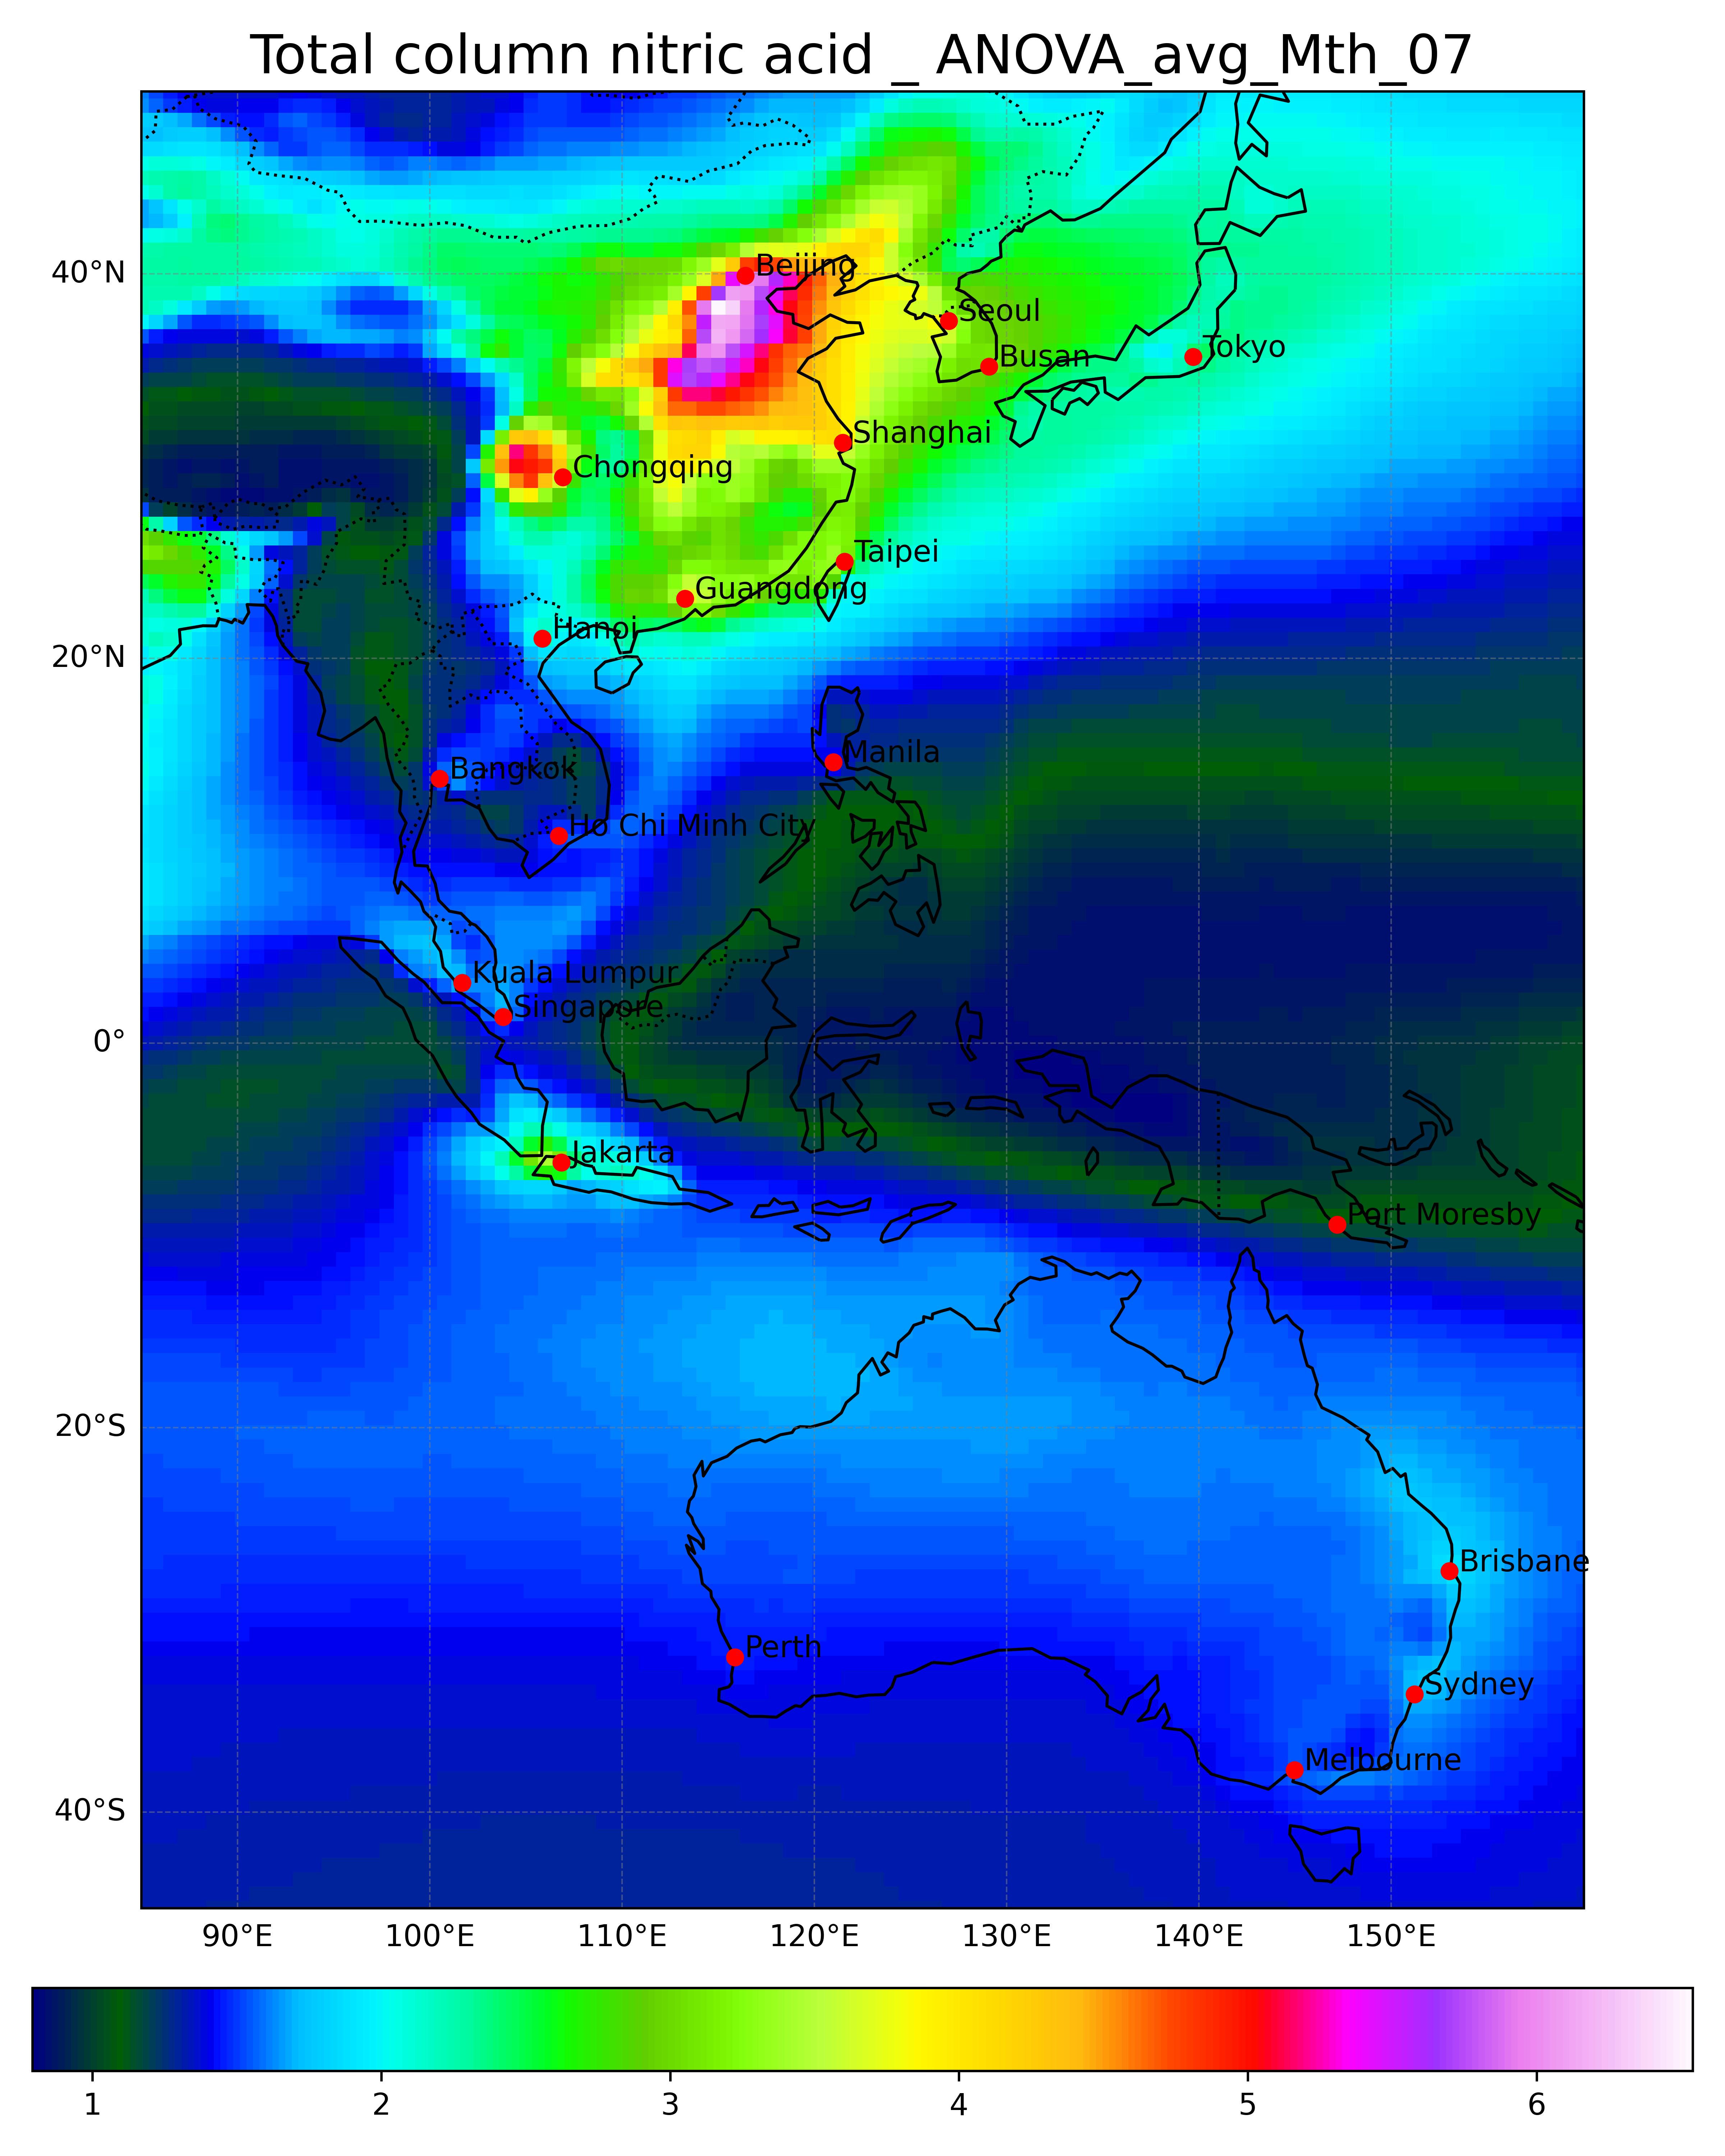 Total column nitric acid _ ANOVA_avg_Mth_07
40°N
20°N
0°
20°S
40°S
Beijing
Seoul
Busan
Tokyo
Shanghai
Chongqing
Taipei
Guangdong
Hanoi
Manila
Bangkok
Ho Chi Minh City
Kuala Lumpur
Singapore
Jakarta
Port Moresby
Brisbane
Perth
Sydney
Melbourne
90°E 100°E 110°E 120°E 130°E 140°E 150°E
1 2 3 4 5 6